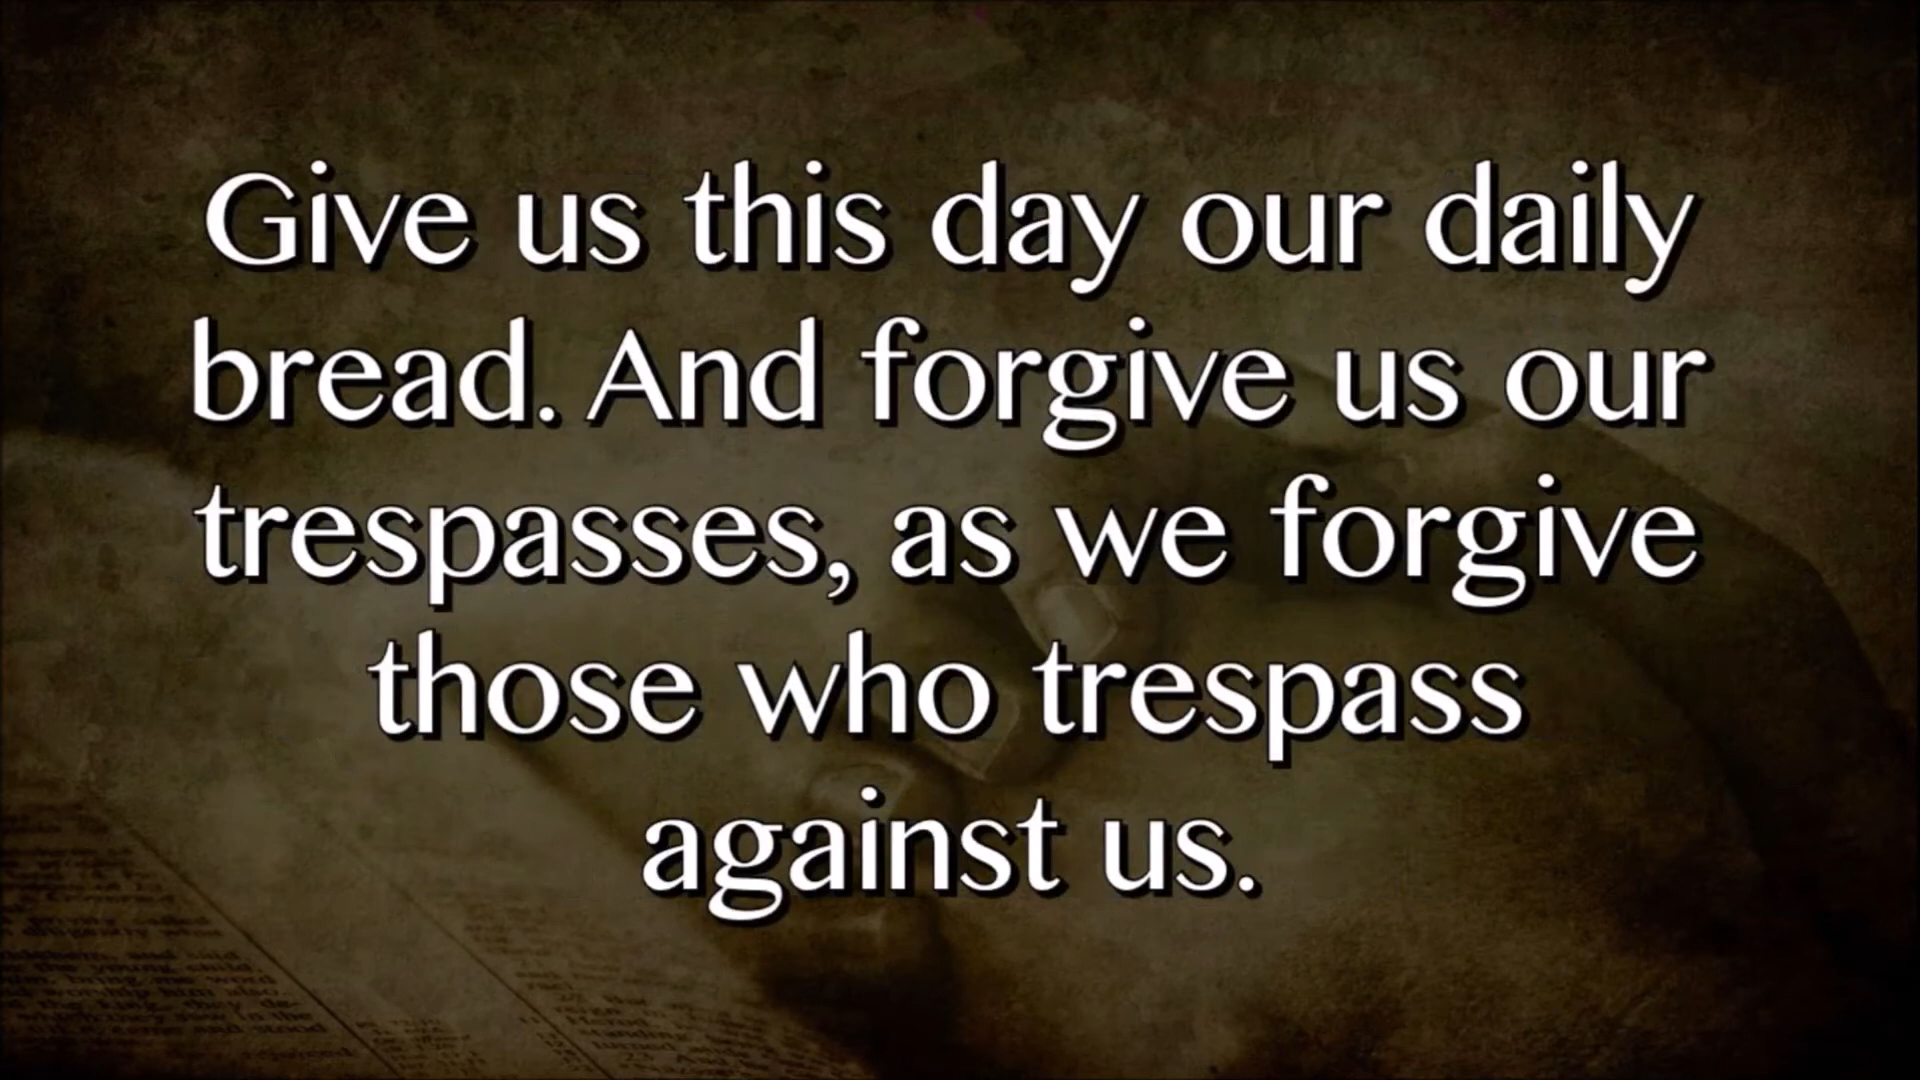 Give us this day our daily
bread. And forgive us our
trespasses, as we forgive
those who trespass
against us.